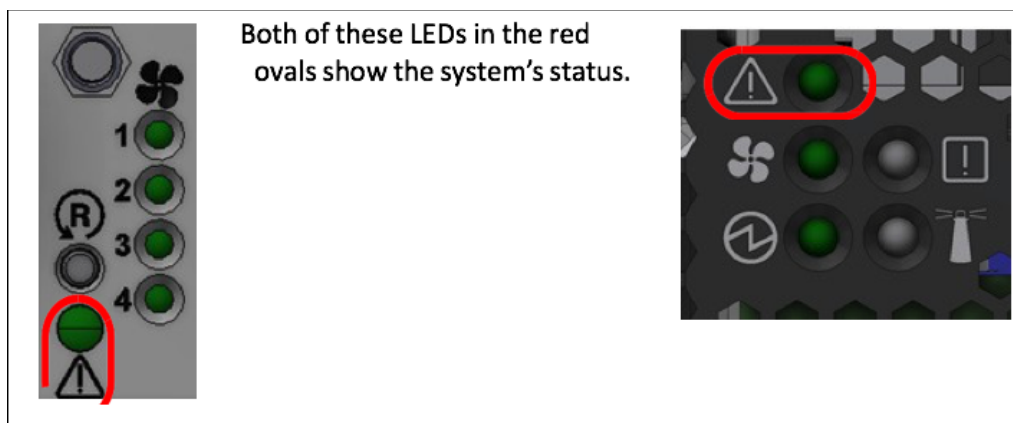 Both of these LEDs in the red
ovals show the system's status.
1
2
R
3
4